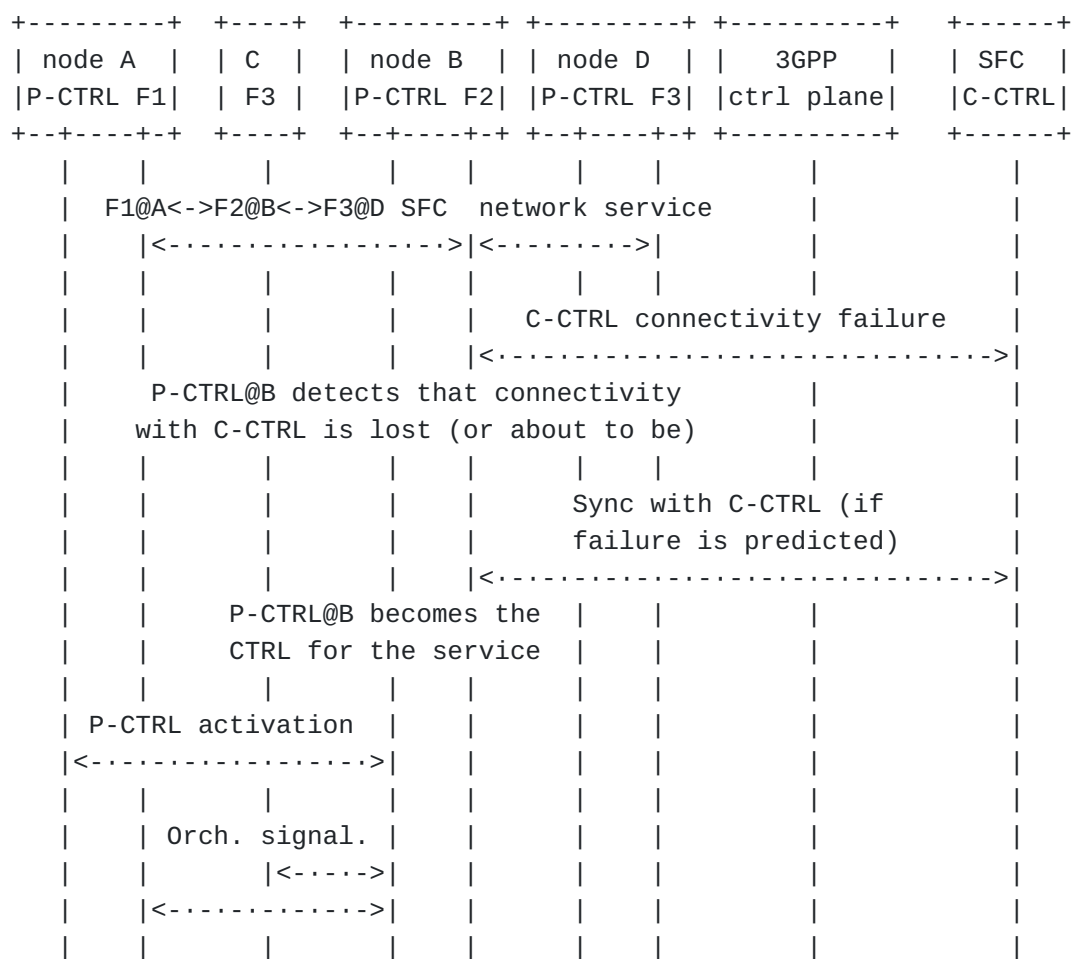 +---------+  +----+  +---------+ +---------+ +----------+   +------+
| node A  |  | C  |  | node B  | | node D  | |   3GPP   |   | SFC  |
|P-CTRL F1|  | F3 |  |P-CTRL F2| |P-CTRL F3| |ctrl plane|   |C-CTRL|
+--+----+-+  +----+  +--+----+-+ +--+----+-+ +----------+   +------+
   |    |       |       |    |      |    |         |            |
   |  F1@A<->F2@B<->F3@D SFC  network service      |            |
   |    |<-·-·-·-·-·-·-·-·->|<-·-·-·-·->|         |            |
   |    |       |       |    |      |    |         |            |
   |    |       |       |    |   C-CTRL connectivity failure    |
   |    |       |       |    |<·-·-·-·-·-·-·-·-·-·-·-·-·-·-·-·->|
   |     P-CTRL@B detects that connectivity        |            |
   |    with C-CTRL is lost (or about to be)       |            |
   |    |       |       |    |      |    |         |            |
   |    |       |       |    |      Sync with C-CTRL (if        |
   |    |       |       |    |      failure is predicted)       |
   |    |       |       |    |<·-·-·-·-·-·-·-·-·-·-·-·-·-·-·-·->|
   |    |     P-CTRL@B becomes the  |    |         |            |
   |    |     CTRL for the service  |    |         |            |
   |    |       |       |    |      |    |         |            |
   | P-CTRL activation  |    |      |    |         |            |
   |<-·-·-·-·-·-·-·-·-·>|    |      |    |         |            |
   |    |       |       |    |      |    |         |            |
   |    | Orch. signal. |    |      |    |         |            |
   |    |       |<-·-·->|    |      |    |         |            |
   |    |<-·-·-·-·-·-·->|    |      |    |         |            |
   |    |       |       |    |      |    |         |            |